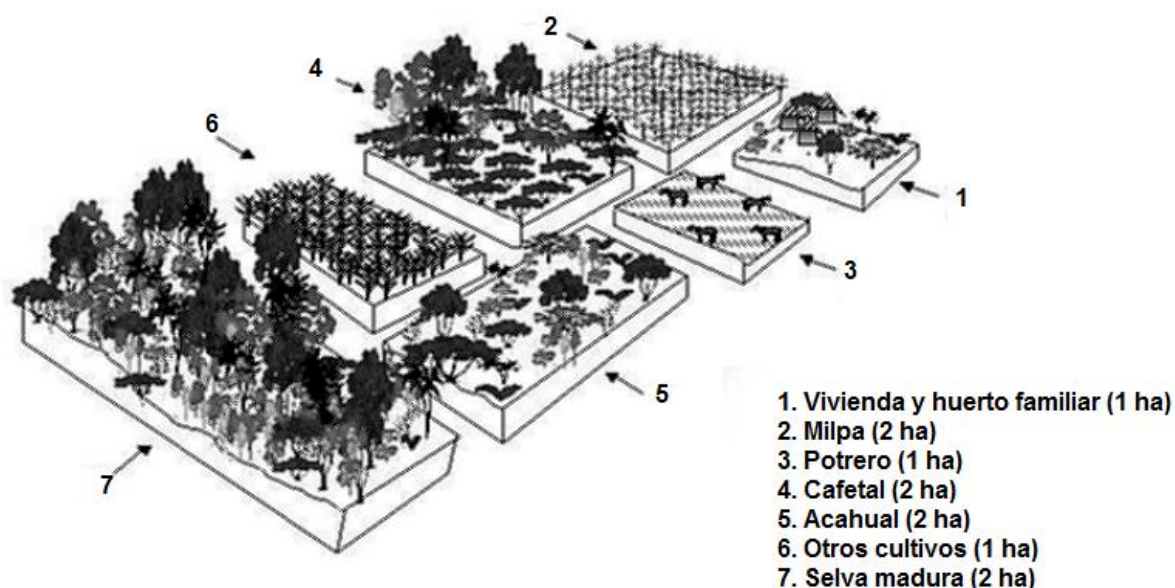 2
4
6
1
3
5
7
1. Vivienda y huerto familiar (1 ha)
2. Milpa (2 ha)
3. Potrero (1 ha)
4. Cafetal (2 ha)
5. Acahual (2 ha)
6. Otros cultivos (1 ha)
7. Selva madura (2 ha)